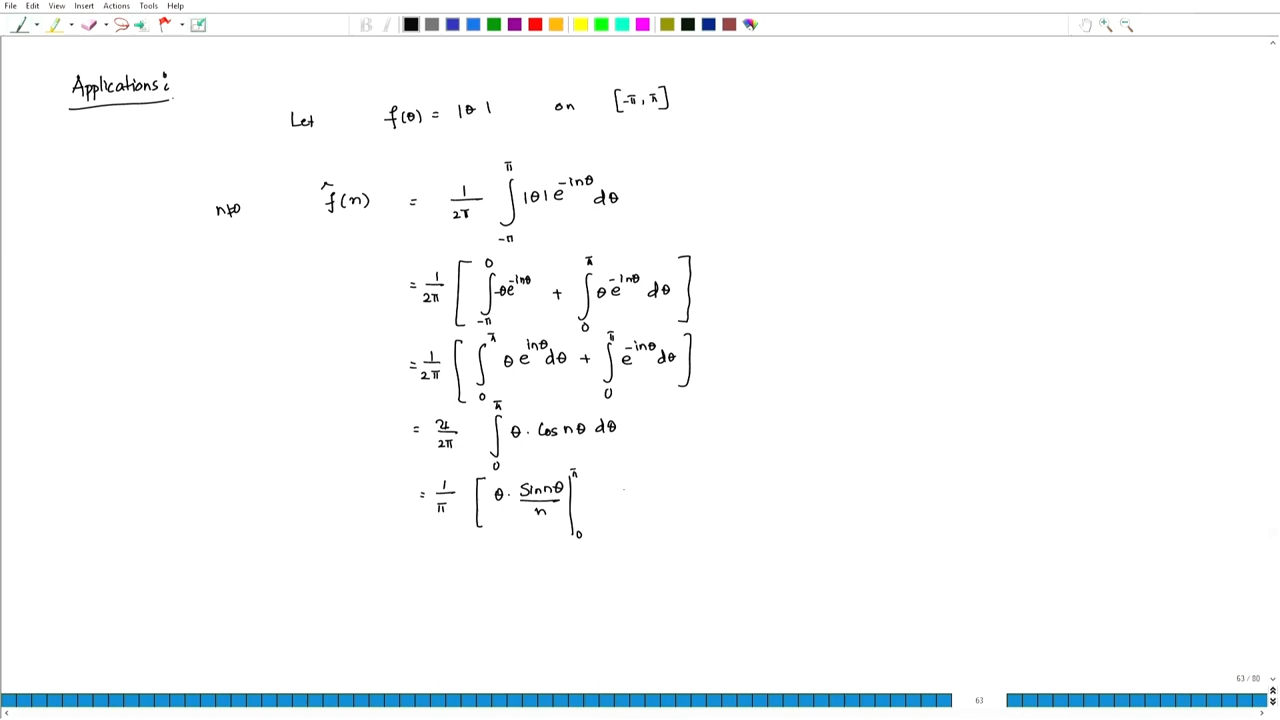 File Edit View Insert Actions Tools Help
B I
Applications:
Let f(θ) = |θ| on [-π, π]
n≠0 f̂(n) = 1/2π ∫_{-π}^{π} |θ| e^{-inθ} dθ
= 1/2π [ ∫_{-π}^{0} -θe^{-inθ} + ∫_{0}^{π} θ e^{-inθ} dθ ]
= 1/2π [ ∫_{0}^{π} θ e^{inθ} dθ + ∫_{0}^{π} e^{-inθ} dθ ]
= 2/2π ∫_{0}^{π} θ · Cos nθ dθ
= 1/π [ θ · Sin nθ/n |_{0}^{π}
63 / 80
63